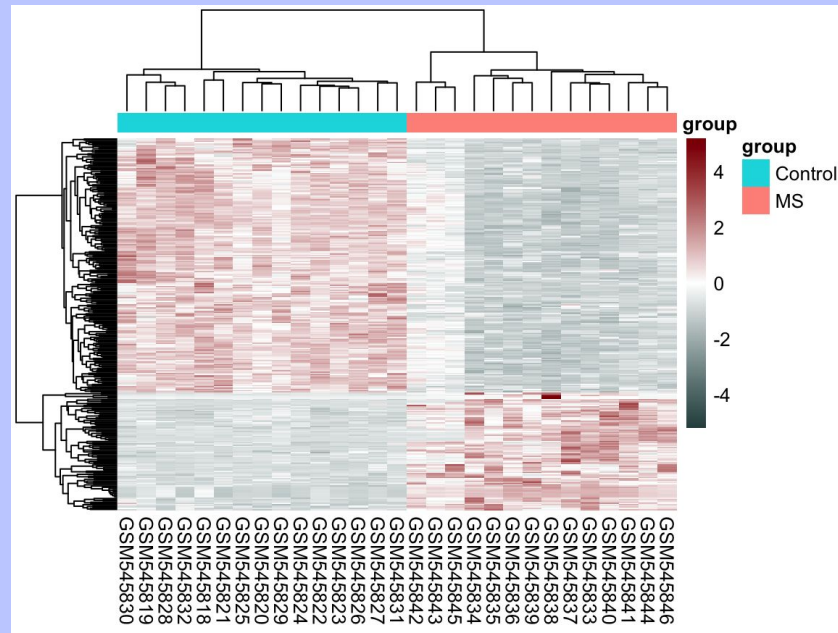 group
group
Control
MS
4
2
0
-2
-4
GSM545830
GSM545819
GSM545828
GSM545832
GSM545818
GSM545821
GSM545825
GSM545820
GSM545829
GSM545824
GSM545822
GSM545823
GSM545826
GSM545827
GSM545831
GSM545842
GSM545843
GSM545845
GSM545834
GSM545835
GSM545836
GSM545839
GSM545838
GSM545837
GSM545833
GSM545840
GSM545841
GSM545844
GSM545846